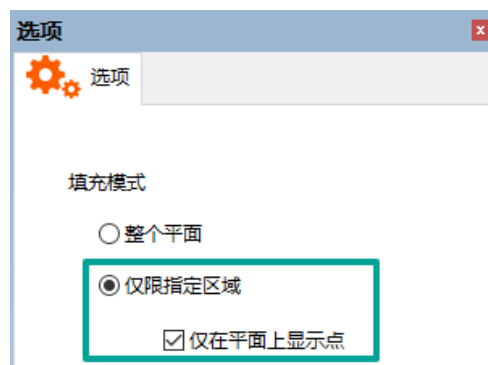 选项
选项
填充模式
整个平面
仅限指定区域
仅在平面上显示点